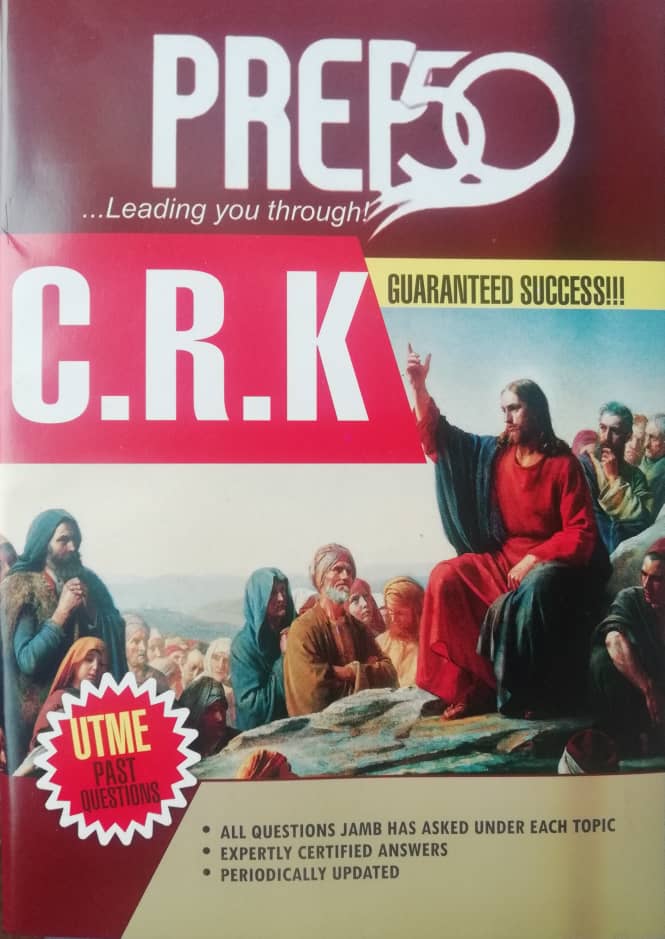 PREP50
...Leading you through!
C.R.K
GUARANTEED SUCCESS!!!
UTME
PAST
QUESTIONS
• ALL QUESTIONS JAMB HAS ASKED UNDER EACH TOPIC
• EXPERTLY CERTIFIED ANSWERS
• PERIODICALLY UPDATED